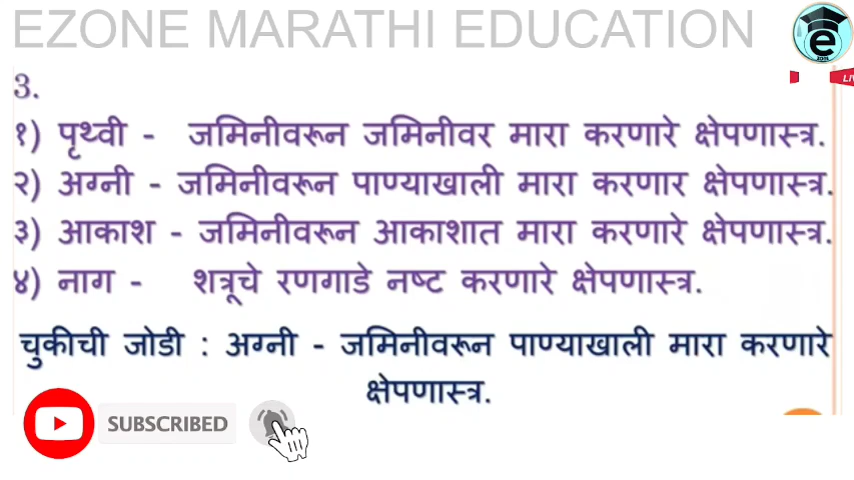 EZONE MARATHI EDUCATION
e
LIV
3.
१) पृथ्वी - जमिनीवरून जमिनीवर मारा करणारे क्षेपणास्त्र.
२) अग्नी - जमिनीवरून पाण्याखाली मारा करणार क्षेपणास्त्र.
३) आकाश - जमिनीवरून आकाशात मारा करणारे क्षेपणास्त्र.
४) नाग - शत्रूचे रणगाडे नष्ट करणारे क्षेपणास्त्र.
चुकीची जोडी : अग्नी - जमिनीवरून पाण्याखाली मारा करणारे
क्षेपणास्त्र.
SUBSCRIBED